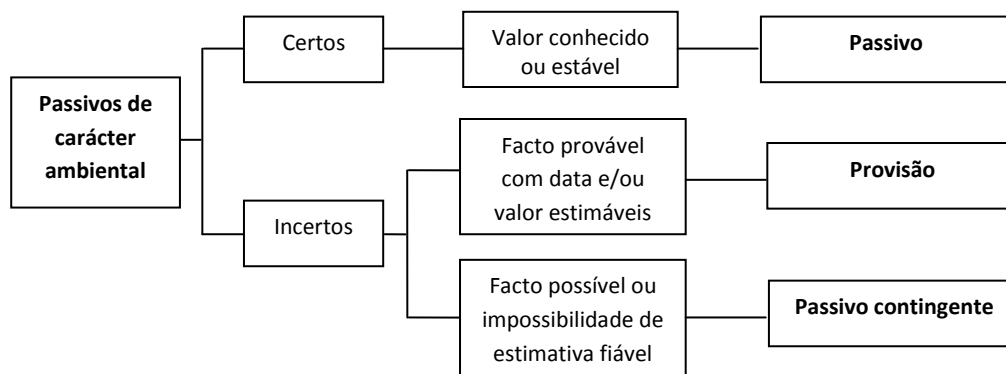 Passivos de
carácter
ambiental
Certos
Valor conhecido
ou estável
Passivo
Incertos
Facto provável
com data e/ou
valor estimáveis
Provisão
Facto possível ou
impossibilidade de
estimativa fiável
Passivo contingente